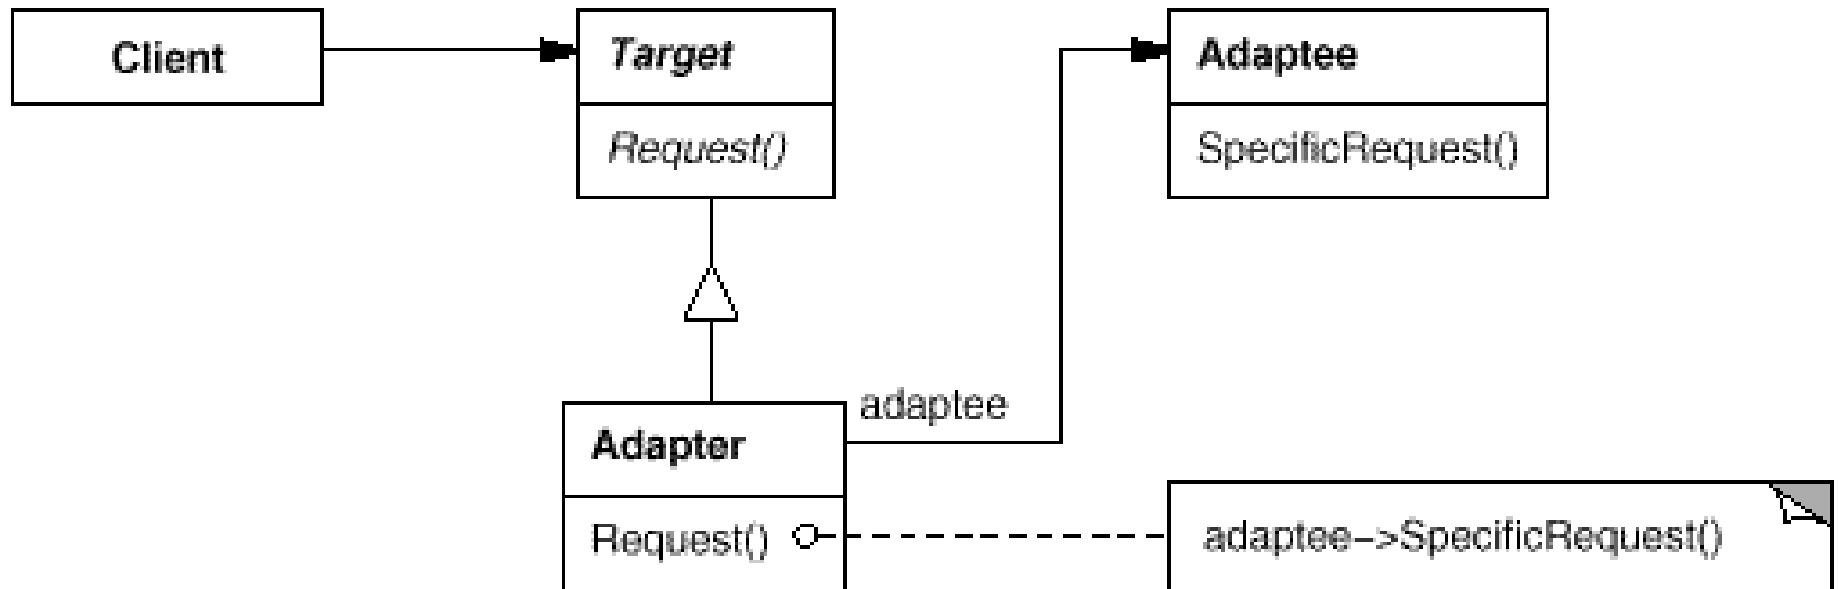 Client
Target
Request()
Adaptee
SpecificRequest()
adaptee
Adapter
Request()
adaptee–>SpecificRequest()